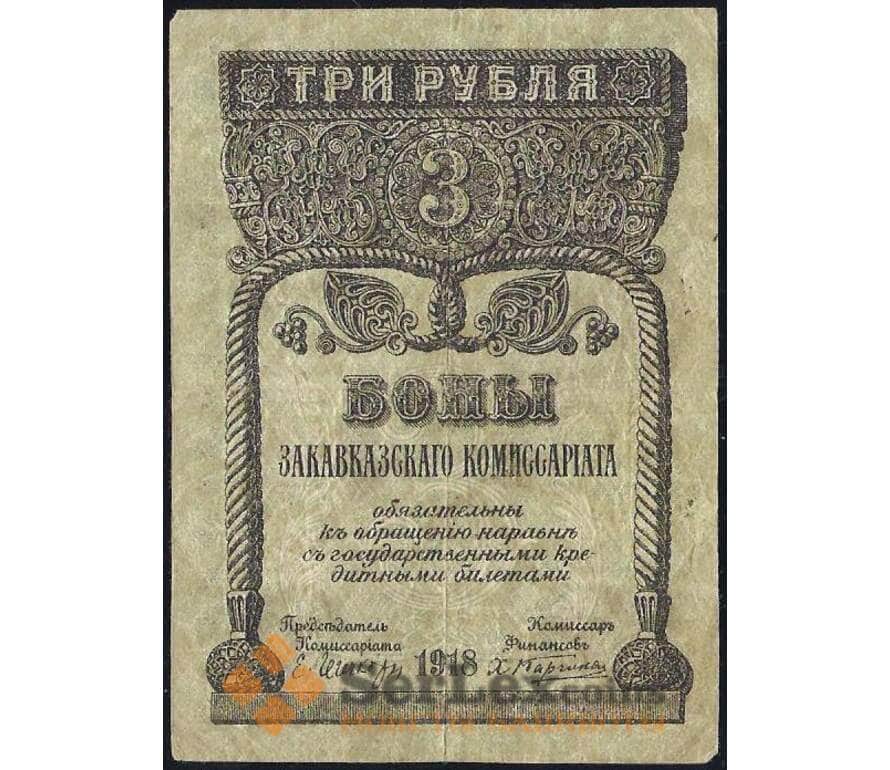 ТРИ РУБЛЯ
3
БОНЫ
ЗАКАВКАЗСКАГО КОМИССАРІАТА
обязательны
къ обращенію наравнѣ
съ государственными кре-
дитными билетами
Предсѣдатель
Комиссаріата
Комиссаръ
Финансовъ
1918